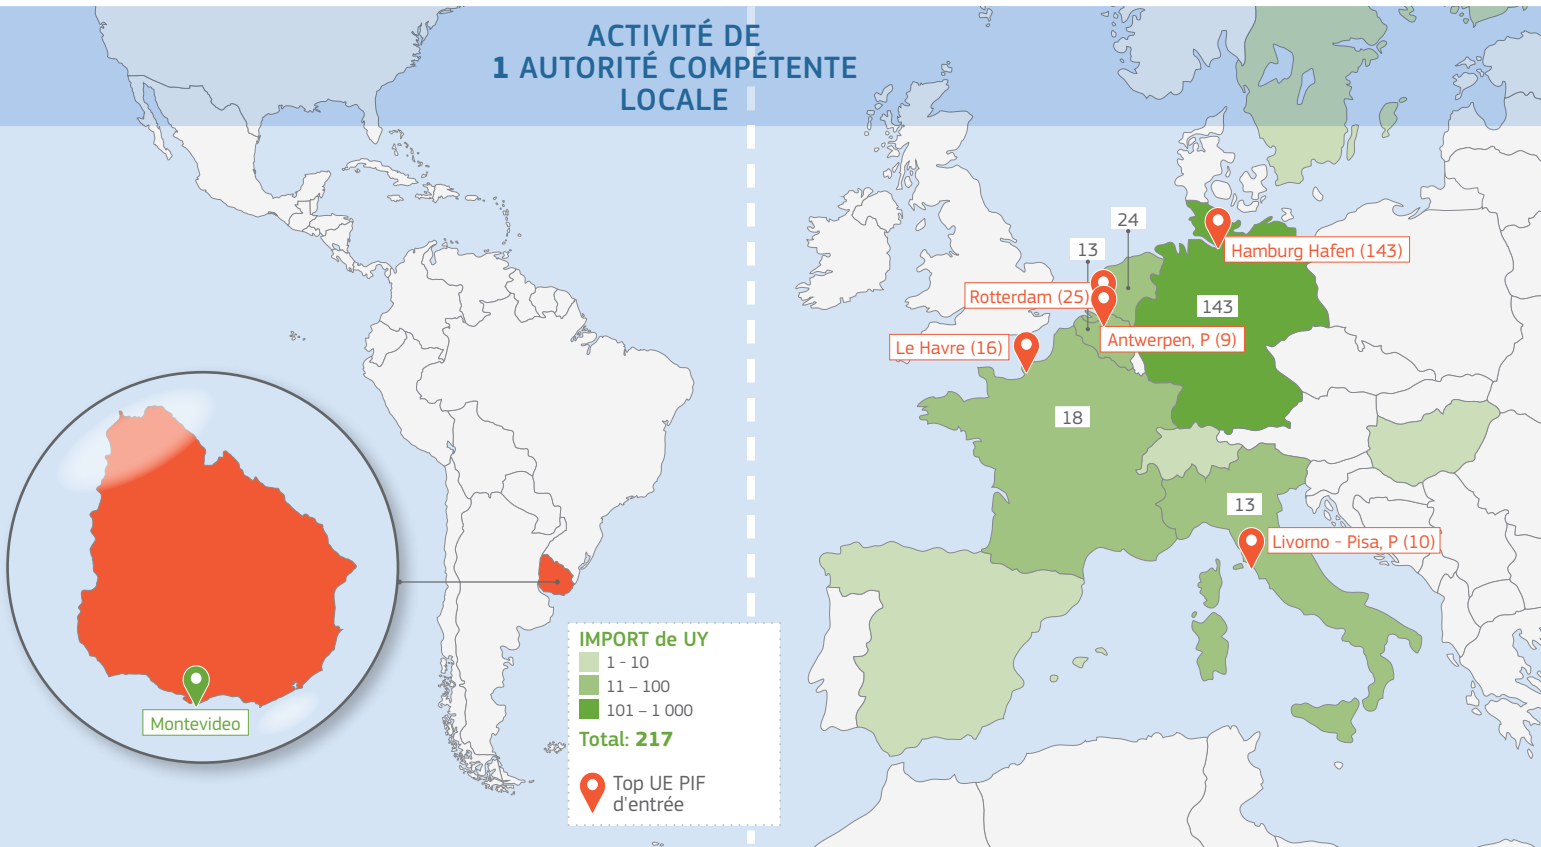 ACTIVITÉ DE
1 AUTORITÉ COMPÉTENTE
LOCALE
24
13
Hamburg Hafen (143)
Rotterdam (25)
143
Antwerpen, P (9)
Le Havre (16)
18
13
Livorno - Pisa, P (10)
Montevideo
IMPORT de UY
1 - 10
11 – 100
101 – 1 000
Total: 217
Top UE PIF
d'entrée